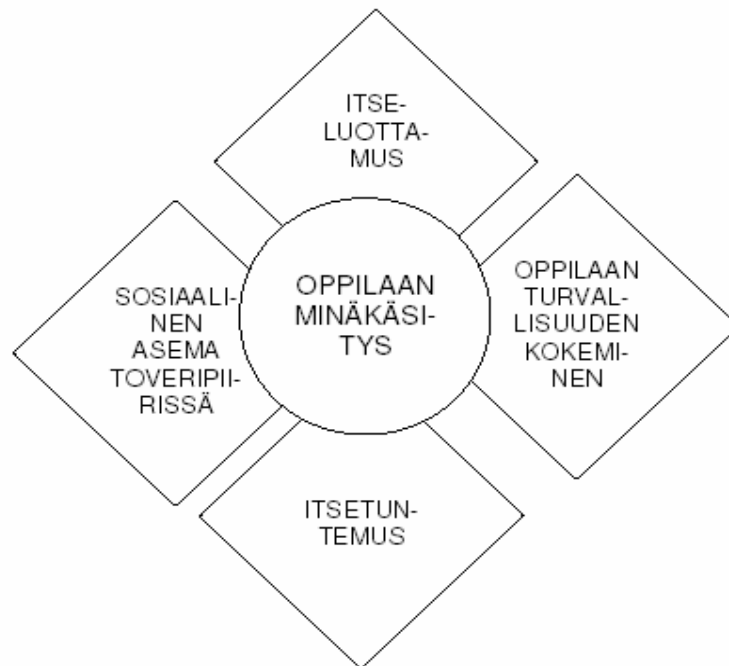 ITSE-
LUOTTA-
MUS
SOSIAALI-
NEN
ASEMA
TOVERIPII-
RISSÄ
OPPILAAN
MINÄKÄSI-
TYS
OPPILAAN
TURVAL-
LISUUDEN
KOKEMI-
NEN
ITSETUN-
TEMUS